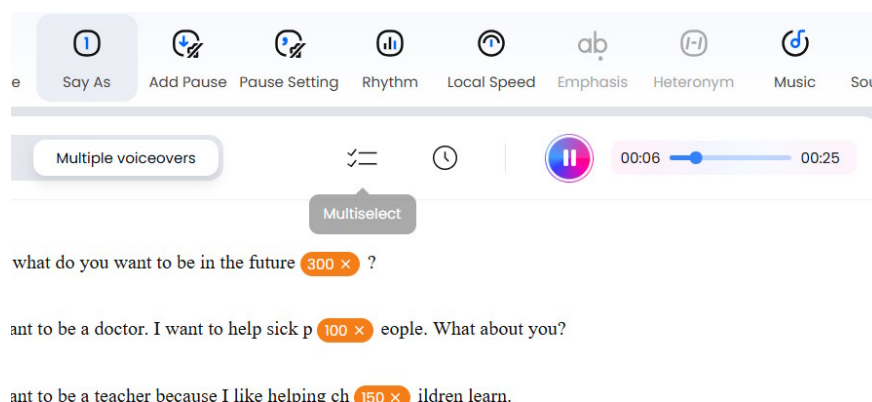 e Say As Add Pause Pause Setting Rhythm Local Speed Emphasis Heteronym Music Sou
Multiple voiceovers 00:06 00:25
Multiselect
what do you want to be in the future 300 × ?
ant to be a doctor. I want to help sick p 100 × eople. What about you?
ant to be a teacher because I like helping ch 150 × ildren learn.